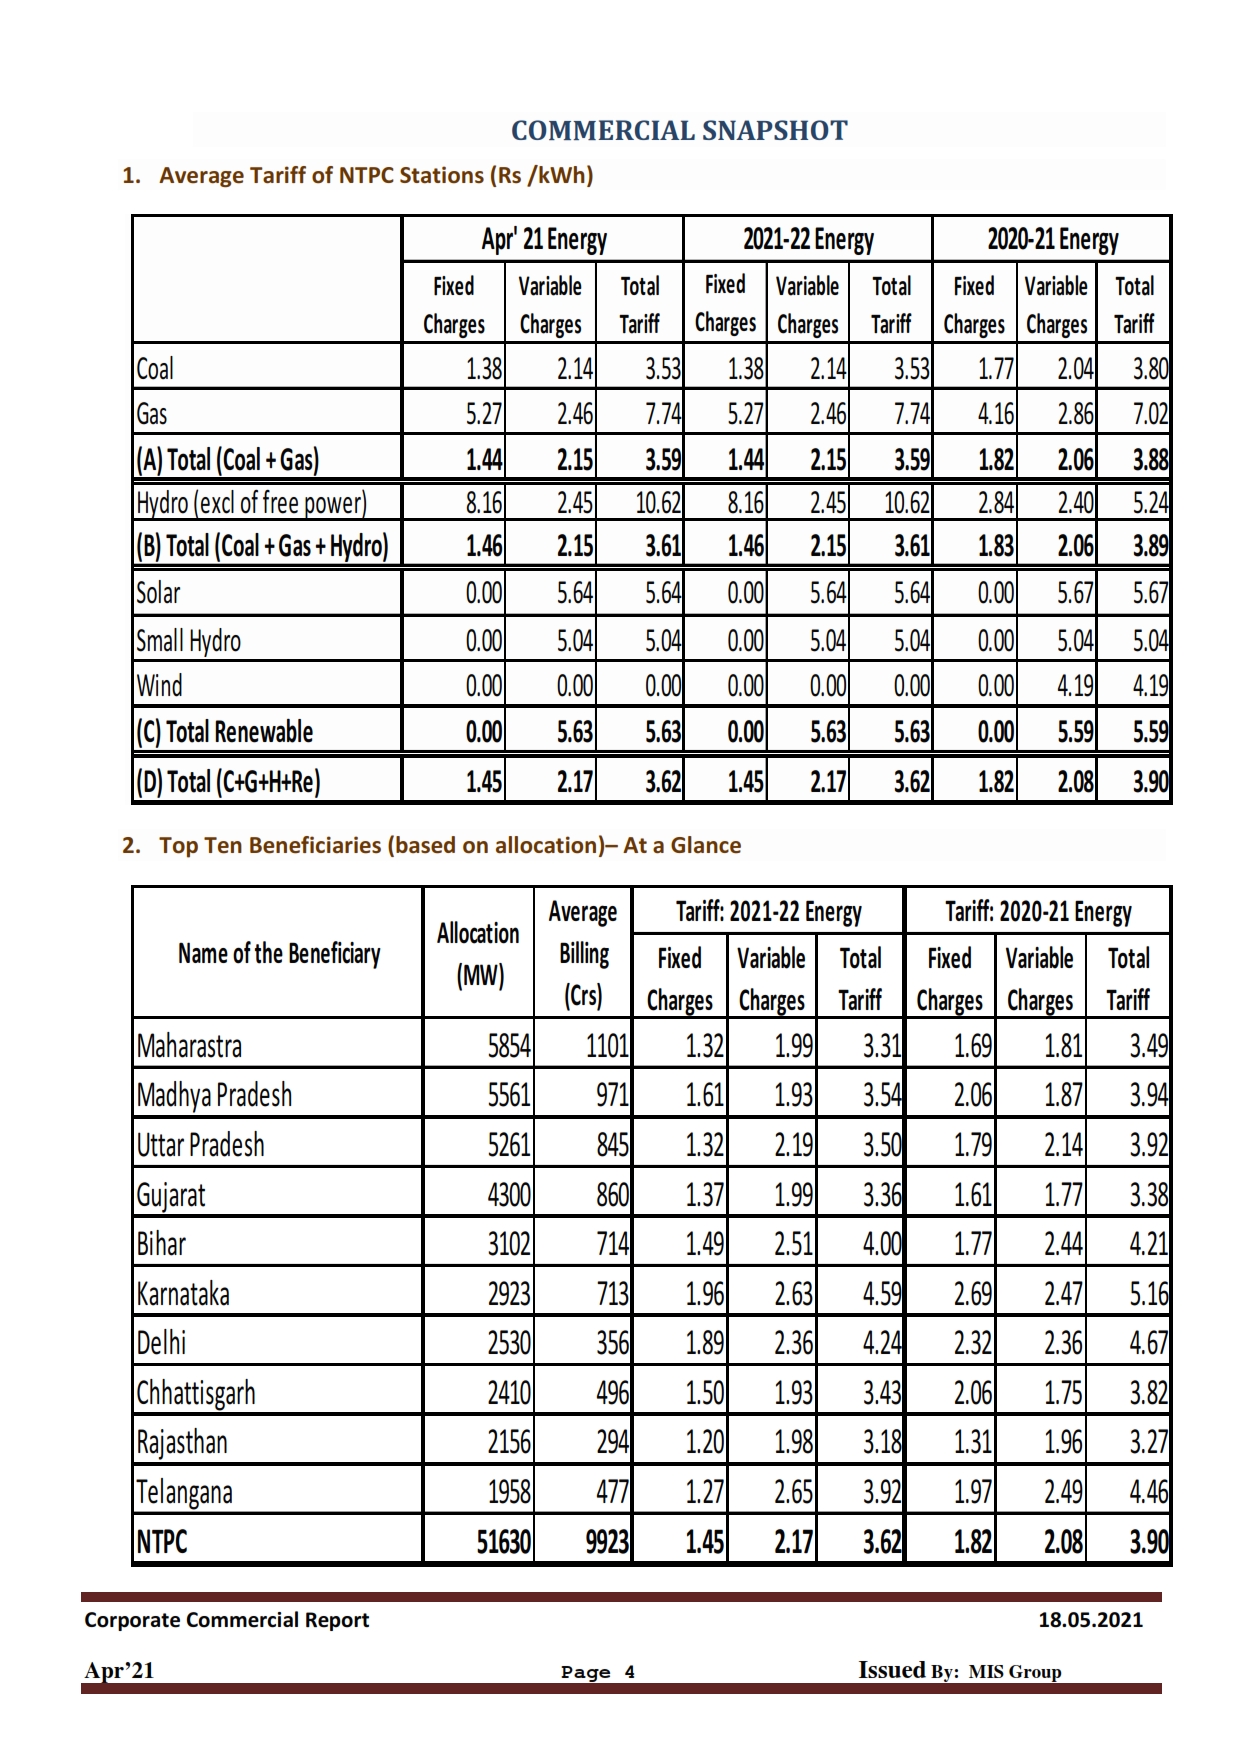 COMMERCIAL SNAPSHOT
1. Average Tariff of NTPC Stations (Rs /kWh)
Apr' 21 Energy 2021-22 Energy 2020-21 Energy
Fixed Charges Variable Charges Total Tariff Fixed Charges Variable Charges Total Tariff Fixed Charges Variable Charges Total Tariff
Coal 1.38 2.14 3.53 1.38 2.14 3.53 1.77 2.04 3.80
Gas 5.27 2.46 7.74 5.27 2.46 7.74 4.16 2.86 7.02
(A) Total (Coal + Gas) 1.44 2.15 3.59 1.44 2.15 3.59 1.82 2.06 3.88
Hydro (excl of free power) 8.16 2.45 10.62 8.16 2.45 10.62 2.84 2.40 5.24
(B) Total (Coal + Gas + Hydro) 1.46 2.15 3.61 1.46 2.15 3.61 1.83 2.06 3.89
Solar 0.00 5.64 5.64 0.00 5.64 5.64 0.00 5.67 5.67
Small Hydro 0.00 5.04 5.04 0.00 5.04 5.04 0.00 5.04 5.04
Wind 0.00 0.00 0.00 0.00 0.00 0.00 0.00 4.19 4.19
(C) Total Renewable 0.00 5.63 5.63 0.00 5.63 5.63 0.00 5.59 5.59
(D) Total (C+G+H+Re) 1.45 2.17 3.62 1.45 2.17 3.62 1.82 2.08 3.90
2. Top Ten Beneficiaries (based on allocation)– At a Glance
Name of the Beneficiary Allocation (MW) Average Billing (Crs) Tariff: 2021-22 Energy Tariff: 2020-21 Energy
Fixed Charges Variable Charges Total Tariff Fixed Charges Variable Charges Total Tariff
Maharastra 5854 1101 1.32 1.99 3.31 1.69 1.81 3.49
Madhya Pradesh 5561 971 1.61 1.93 3.54 2.06 1.87 3.94
Uttar Pradesh 5261 845 1.32 2.19 3.50 1.79 2.14 3.92
Gujarat 4300 860 1.37 1.99 3.36 1.61 1.77 3.38
Bihar 3102 714 1.49 2.51 4.00 1.77 2.44 4.21
Karnataka 2923 713 1.96 2.63 4.59 2.69 2.47 5.16
Delhi 2530 356 1.89 2.36 4.24 2.32 2.36 4.67
Chhattisgarh 2410 496 1.50 1.93 3.43 2.06 1.75 3.82
Rajasthan 2156 294 1.20 1.98 3.18 1.31 1.96 3.27
Telangana 1958 477 1.27 2.65 3.92 1.97 2.49 4.46
NTPC 51630 9923 1.45 2.17 3.62 1.82 2.08 3.90
Corporate Commercial Report 18.05.2021
Apr’21 Page 4 Issued By: MIS Group